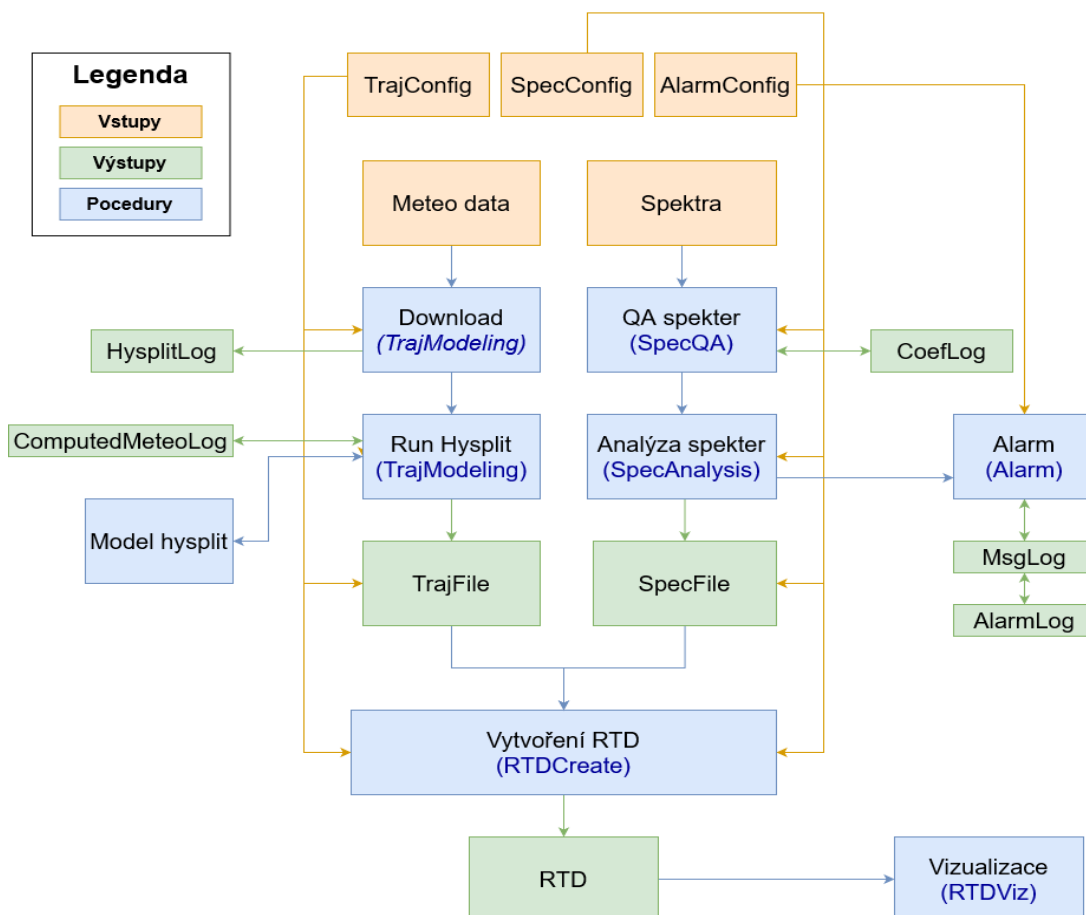 Legenda
Vstupy
Výstupy
Pocedury
TrajConfig
SpecConfig
AlarmConfig
Meteo data
Spektra
Download
(TrajModeling)
QA spekter
(SpecQA)
HysplitLog
CoefLog
ComputedMeteoLog
Run Hysplit
(TrajModeling)
Analýza spekter
(SpecAnalysis)
Alarm
(Alarm)
Model hysplit
TrajFile
SpecFile
MsgLog
AlarmLog
Vytvoření RTD
(RTDCreate)
RTD
Vizualizace
(RTDViz)